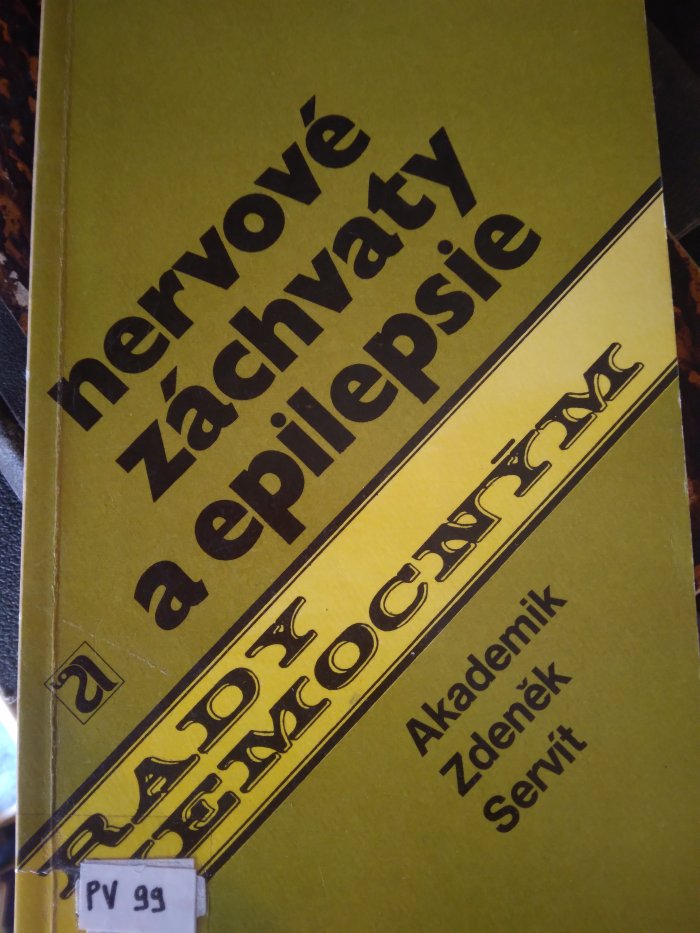 nervové
záchvaty
a epilepsie
RADY
NEMOCNÝM
Akademik
Zdeněk
Servít
PV 99